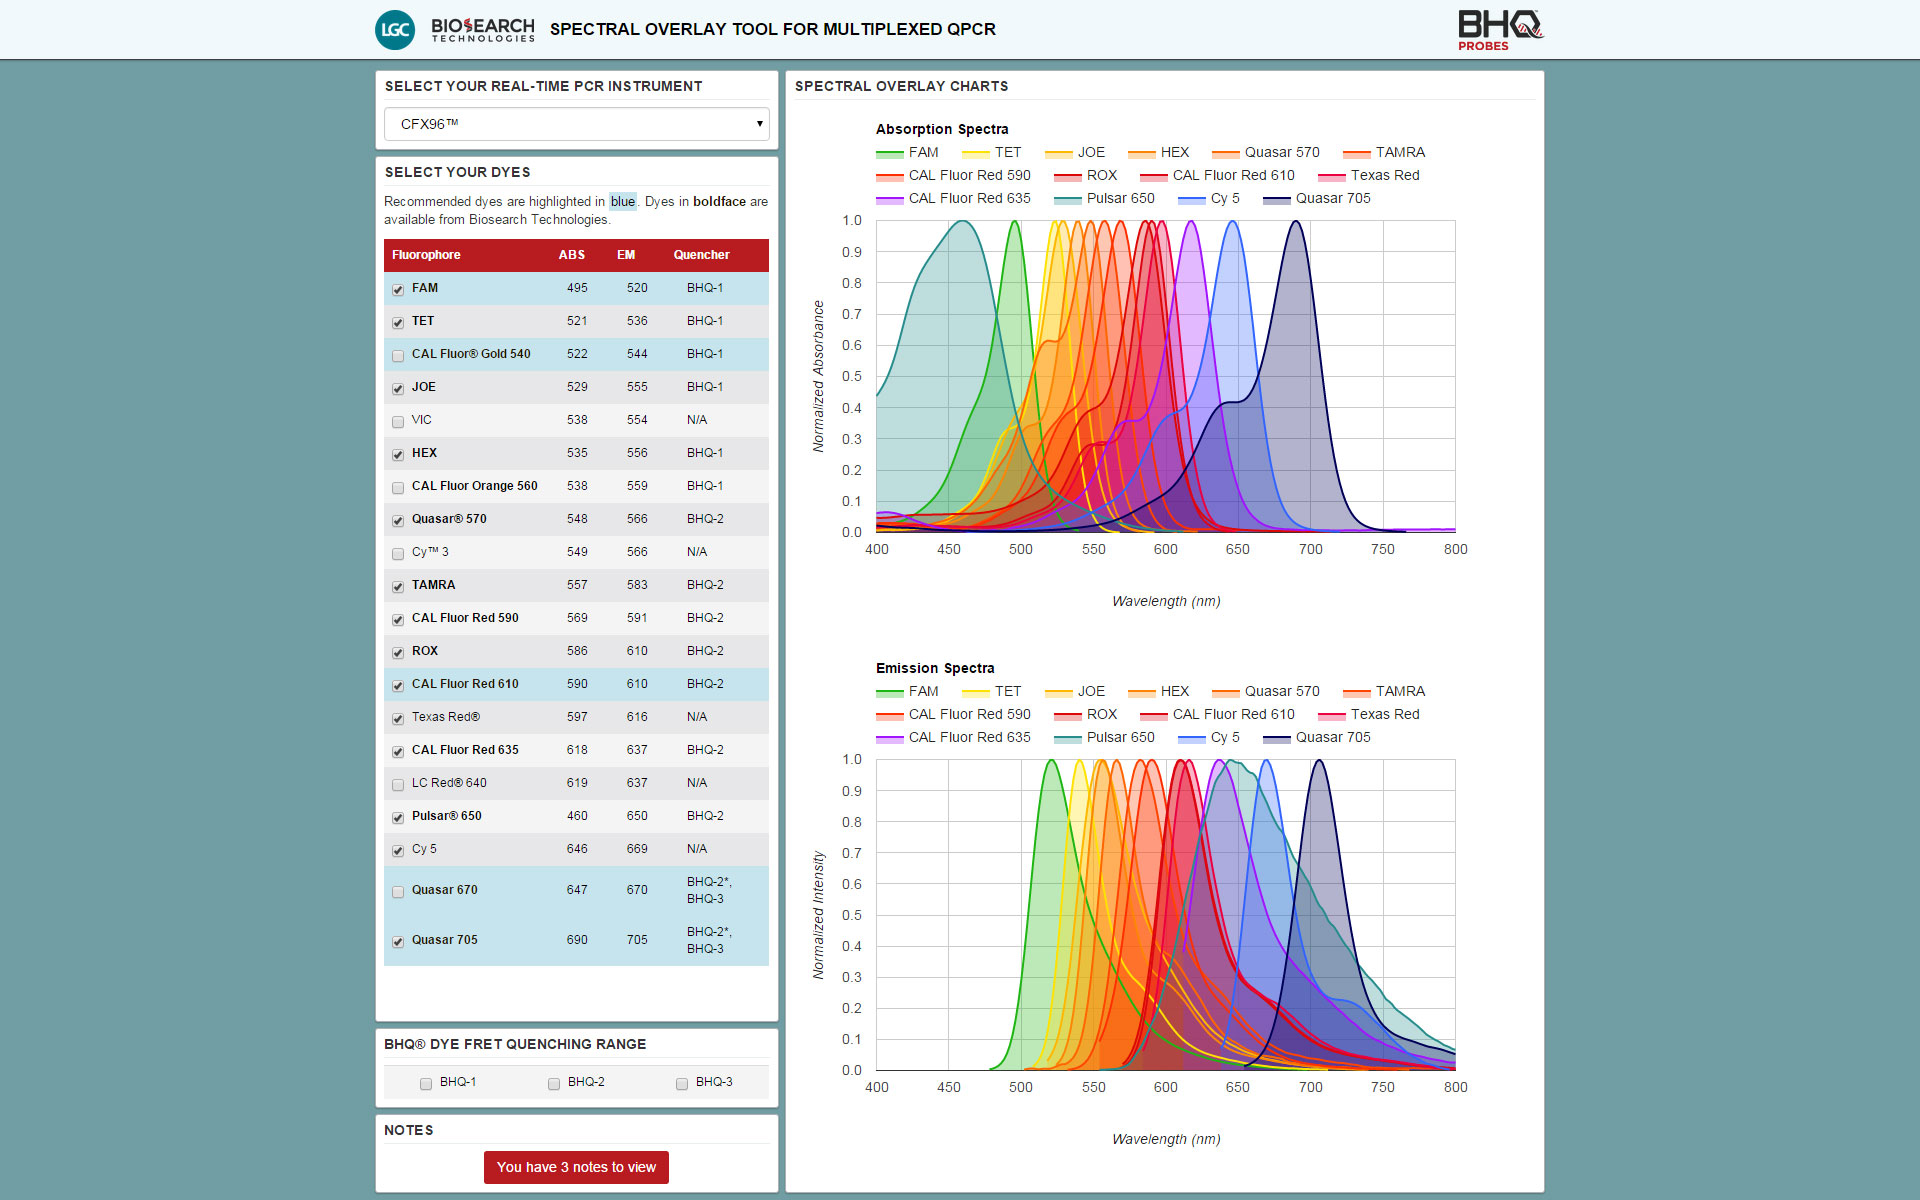 LGC BIOSEARCH TECHNOLOGIES SPECTRAL OVERLAY TOOL FOR MULTIPLEXED QPCR
BHQ PROBES
SELECT YOUR REAL-TIME PCR INSTRUMENT
CFX96™
SELECT YOUR DYES
Recommended dyes are highlighted in blue. Dyes in boldface are
available from Biosearch Technologies.
Fluorophore ABS EM Quencher
FAM 495 520 BHQ-1
TET 521 536 BHQ-1
CAL Fluor® Gold 540 522 544 BHQ-1
JOE 529 555 BHQ-1
VIC 538 554 N/A
HEX 535 556 BHQ-1
CAL Fluor Orange 560 538 559 BHQ-1
Quasar® 570 548 566 BHQ-2
Cy™ 3 549 566 N/A
TAMRA 557 583 BHQ-2
CAL Fluor Red 590 569 591 BHQ-2
ROX 586 610 BHQ-2
CAL Fluor Red 610 590 610 BHQ-2
Texas Red® 597 616 N/A
CAL Fluor Red 635 618 637 BHQ-2
LC Red® 640 619 637 N/A
Pulsar® 650 460 650 BHQ-2
Cy 5 646 669 N/A
Quasar 670 647 670 BHQ-2*, BHQ-3
Quasar 705 690 705 BHQ-2*, BHQ-3
BHQ® DYE FRET QUENCHING RANGE
BHQ-1 BHQ-2 BHQ-3
NOTES
You have 3 notes to view
SPECTRAL OVERLAY CHARTS
Absorption Spectra
FAM TET JOE HEX Quasar 570 TAMRA
CAL Fluor Red 590 ROX CAL Fluor Red 610 Texas Red
CAL Fluor Red 635 Pulsar 650 Cy 5 Quasar 705
Normalized Absorbance
1.0
0.9
0.8
0.7
0.6
0.5
0.4
0.3
0.2
0.1
0.0
400 450 500 550 600 650 700 750 800
Wavelength (nm)
Emission Spectra
FAM TET JOE HEX Quasar 570 TAMRA
CAL Fluor Red 590 ROX CAL Fluor Red 610 Texas Red
CAL Fluor Red 635 Pulsar 650 Cy 5 Quasar 705
Normalized Intensity
1.0
0.9
0.8
0.7
0.6
0.5
0.4
0.3
0.2
0.1
0.0
400 450 500 550 600 650 700 750 800
Wavelength (nm)